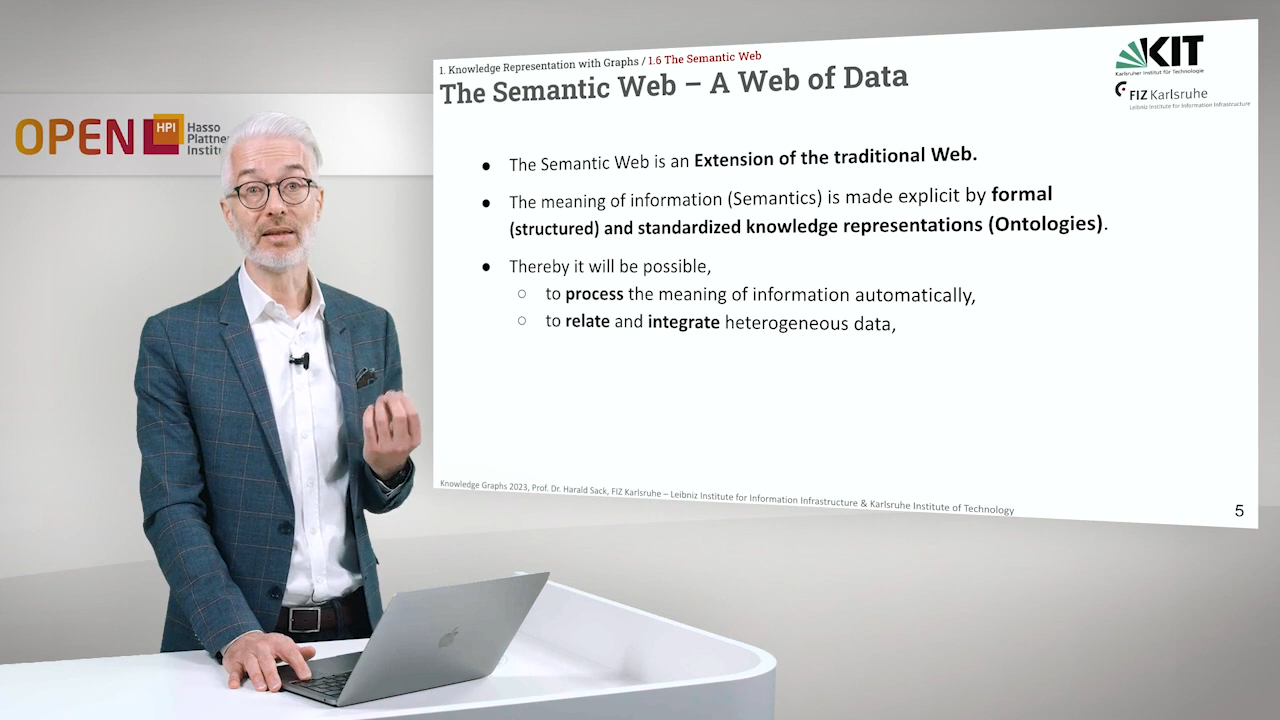 OPEN HPI Hasso
Plattne
Institu
1. Knowledge Representation with Graphs / 1.6 The Semantic Web
The Semantic Web – A Web of Data
KIT
Karlsruher Institut für Technologie
FIZ Karlsruhe
Leibniz Institute for Information Infrastructure
● The Semantic Web is an Extension of the traditional Web.
● The meaning of information (Semantics) is made explicit by formal
(structured) and standardized knowledge representations (Ontologies).
● Thereby it will be possible,
○ to process the meaning of information automatically,
○ to relate and integrate heterogeneous data,
Knowledge Graphs 2023, Prof. Dr. Harald Sack, FIZ Karlsruhe – Leibniz Institute for Information Infrastructure & Karlsruhe Institute of Technology
5